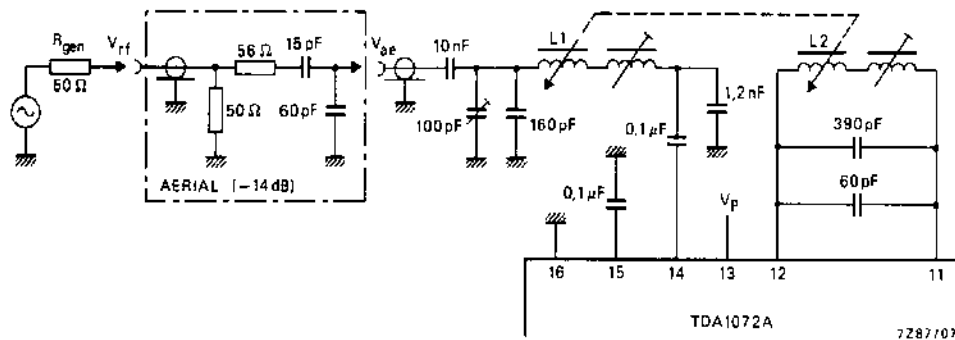 Rgen
50 Ω
Vrf
56 Ω
15 pF
50 Ω
60 pF
AERIAL (−14 dB)
Vae
10 nF
100 pF
160 pF
L1
1,2 nF
0,1 µF
0,1 µF
VP
L2
390 pF
60 pF
16
15
14
13
12
11
TDA1072A